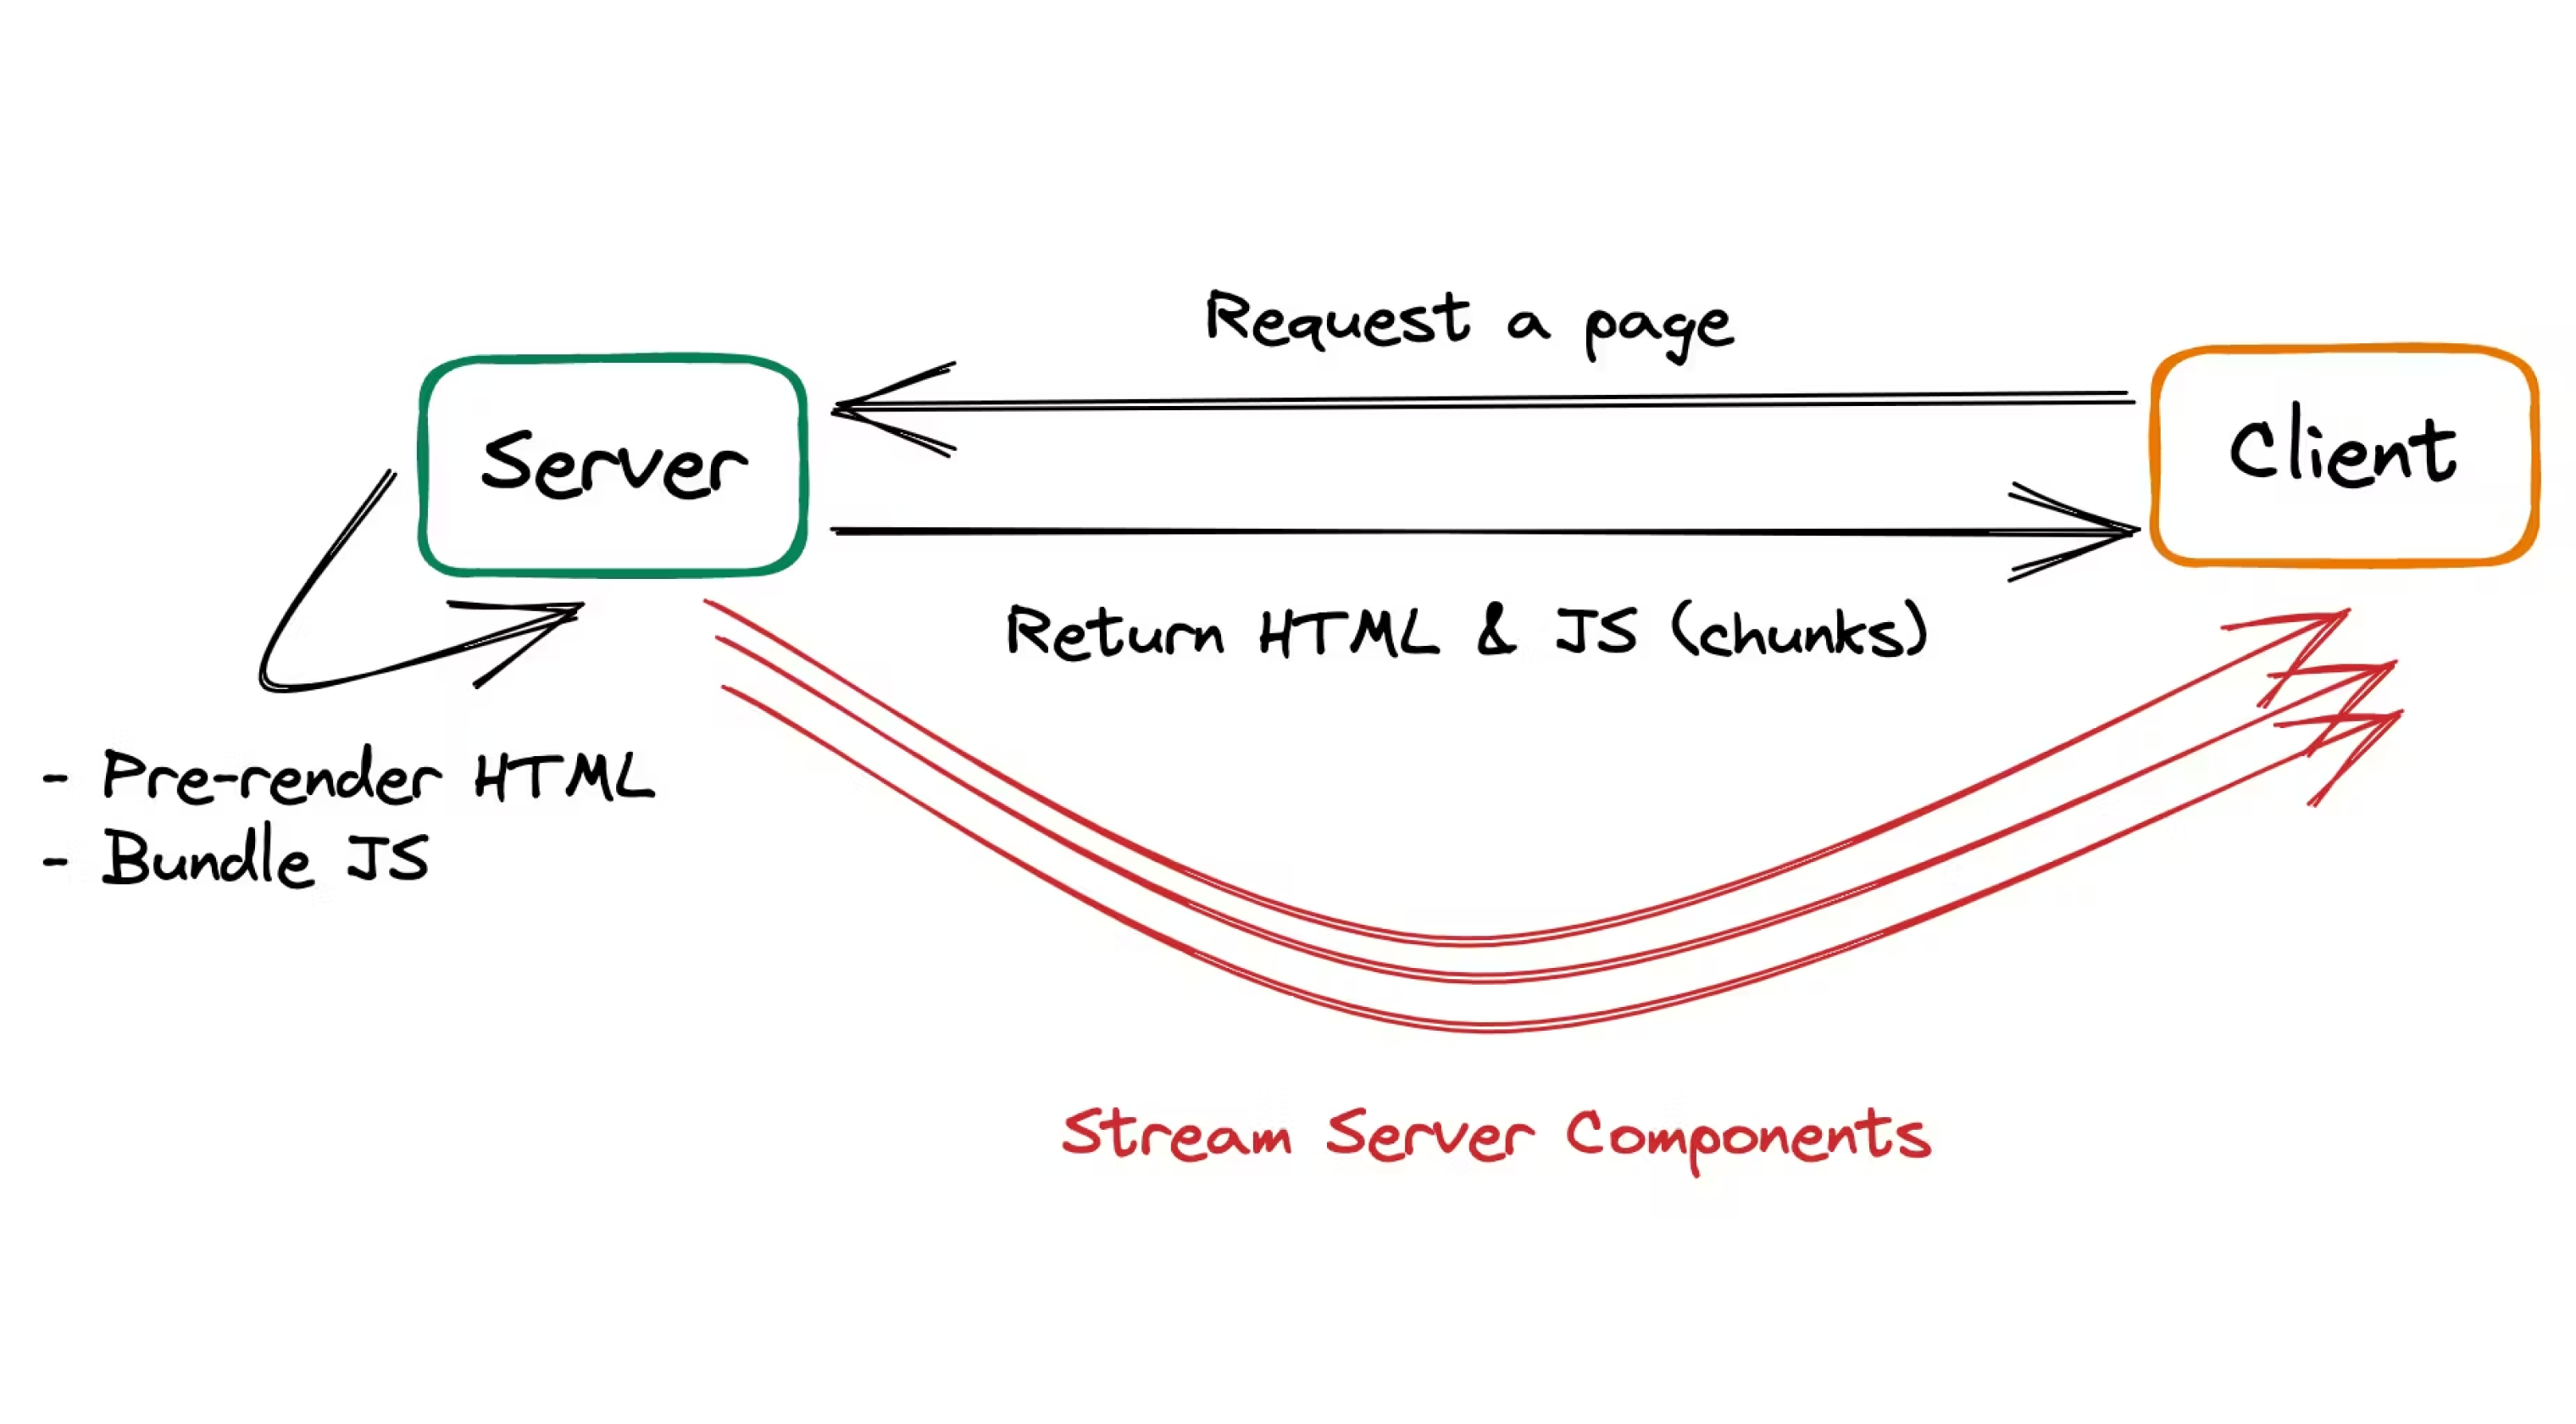 Request a page
Server
Client
Return HTML & JS (chunks)
- Pre-render HTML
- Bundle JS
Stream Server Components